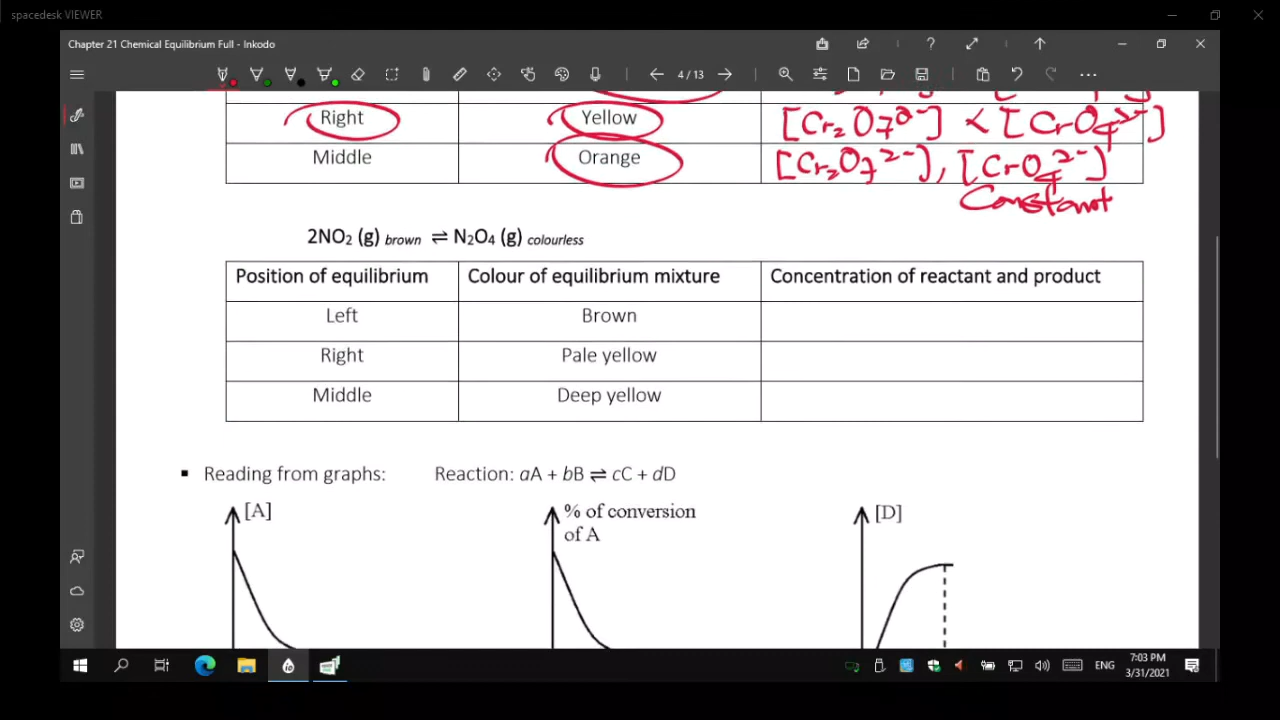 spacedesk VIEWER
Chapter 21 Chemical Equilibrium Full - Inkodo
4 / 13
Right Yellow [Cr₂O₇²⁻] < [CrO₄²⁻]
Middle Orange [Cr₂O₇²⁻], [CrO₄²⁻]
Constant
2NO₂ (g) brown ⇌ N₂O₄ (g) colourless
Position of equilibrium Colour of equilibrium mixture Concentration of reactant and product
Left Brown
Right Pale yellow
Middle Deep yellow
▪ Reading from graphs: Reaction: aA + bB ⇌ cC + dD
[A] % of conversion [D]
of A
ENG 7:03 PM
3/31/2021